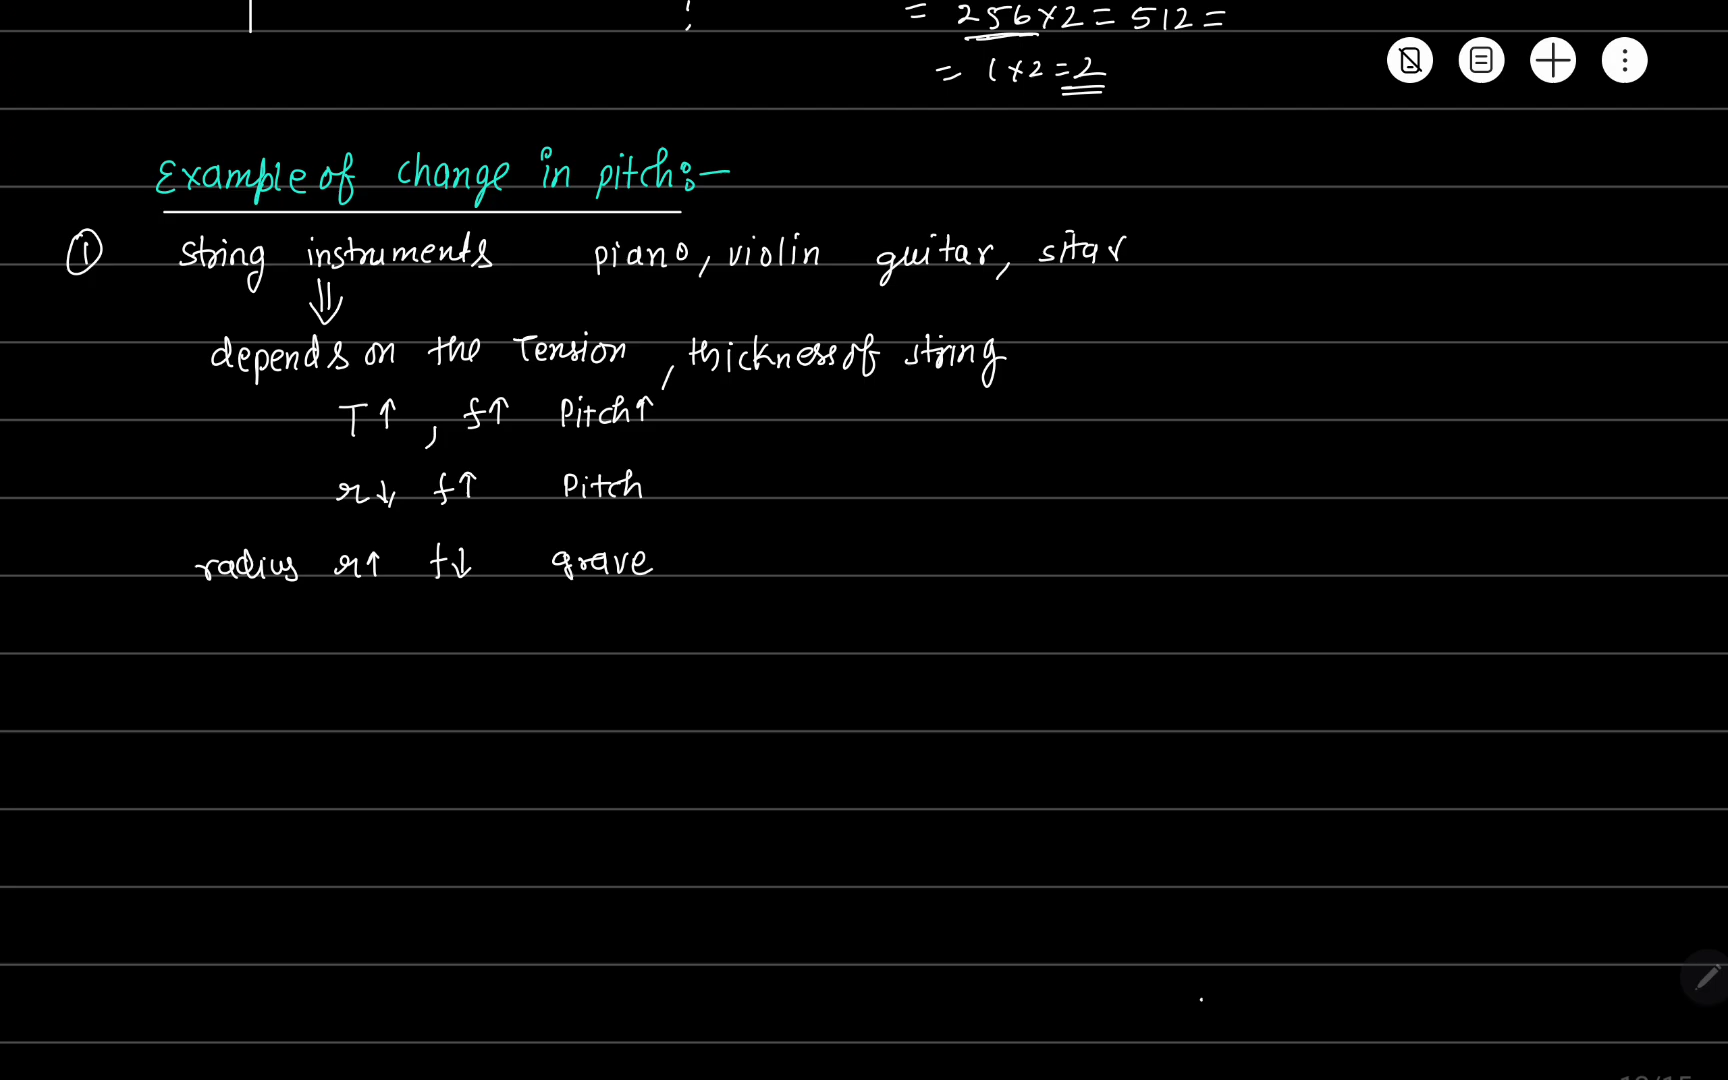 = 256×2 = 512 =
= 1×2 = 2
Example of change in pitch:-
① string instruments piano, violin guitar, sitar
⇓
depends on the Tension, thickness of string
T↑, f↑ Pitch↑
r↓ f↑ Pitch
radius r↑ f↓ grave